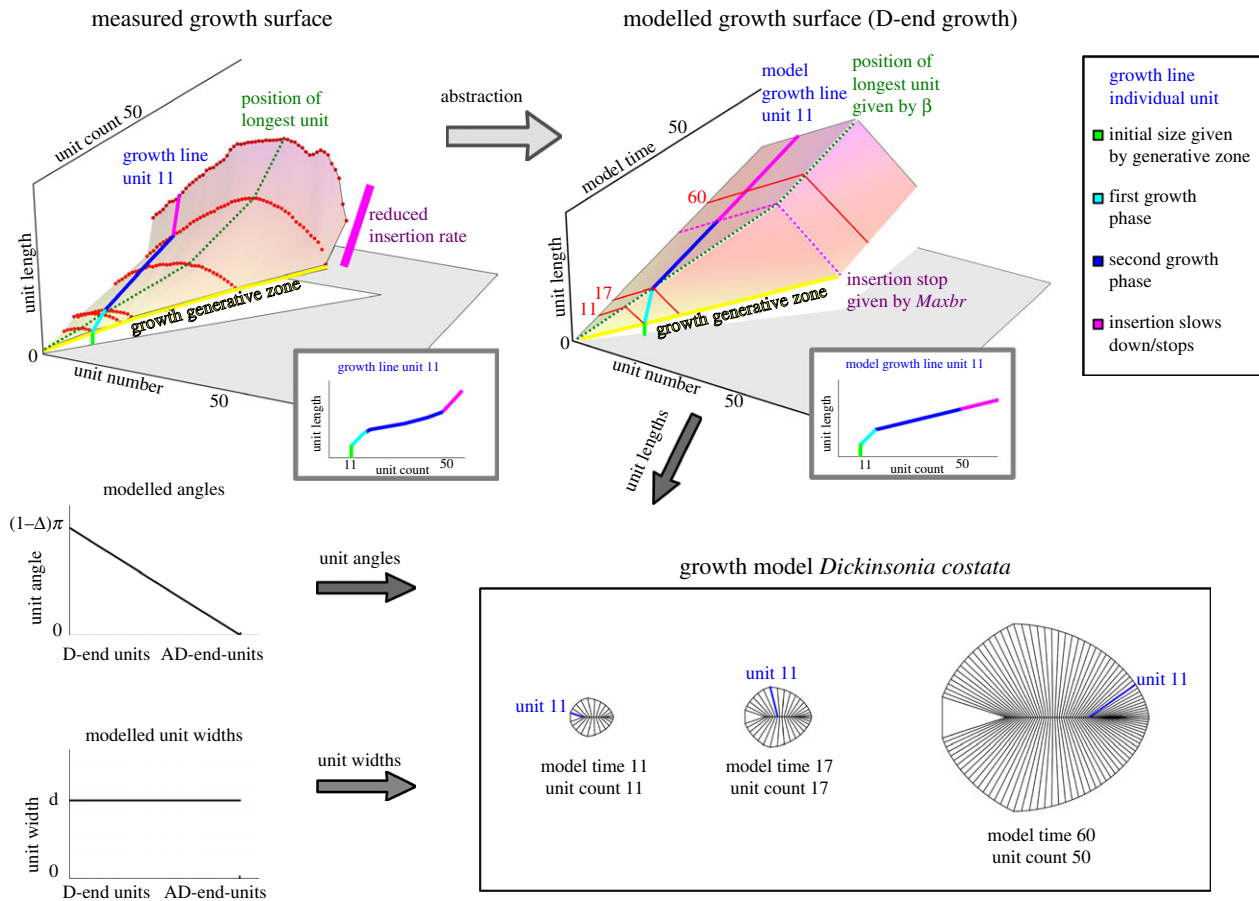 measured growth surface
modelled growth surface (D-end growth)
unit count 50
position of
longest unit
growth line
unit 11
reduced
insertion rate
unit length
growth generative zone
0
unit number
50
growth line unit 11
unit length
11
unit count
50
abstraction
model
growth line
unit 11
position of
longest unit
given by β
50
model time
60
unit length
17
11
insertion stop
given by Maxbr
growth generative zone
0
unit number
50
model growth line unit 11
unit length
11
unit count
50
growth line
individual unit
initial size given
by generative zone
first growth
phase
second growth
phase
insertion slows
down/stops
unit lengths
modelled angles
(1–Δ)π
unit angle
0
D-end units
AD-end-units
unit angles
modelled unit widths
d
unit width
0
D-end units
AD-end-units
unit widths
growth model Dickinsonia costata
unit 11
model time 11
unit count 11
unit 11
model time 17
unit count 17
unit 11
model time 60
unit count 50